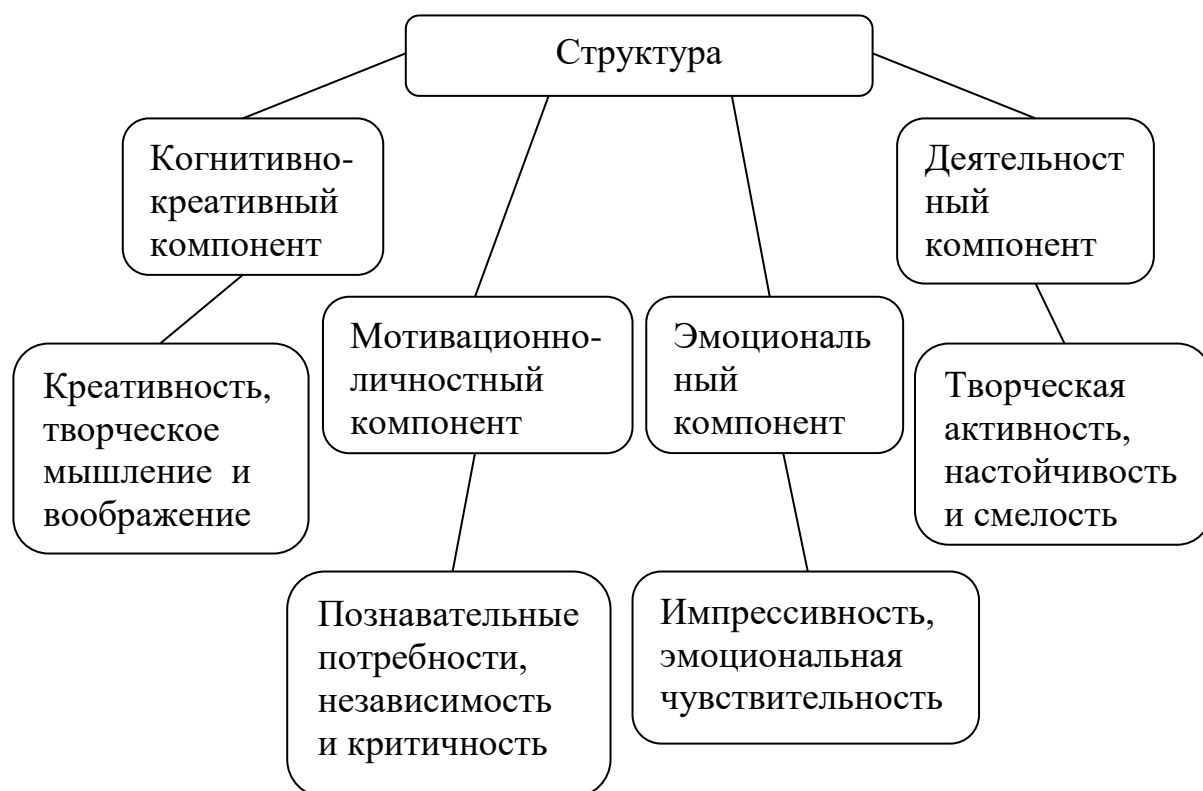 Структура
Когнитивно-
креативный
компонент
Деятельност
ный
компонент
Мотивационно-
личностный
компонент
Эмоциональ
ный
компонент
Креативность,
творческое
мышление и
воображение
Творческая
активность,
настойчивость
и смелость
Познавательные
потребности,
независимость
и критичность
Импрессивность,
эмоциональная
чувствительность